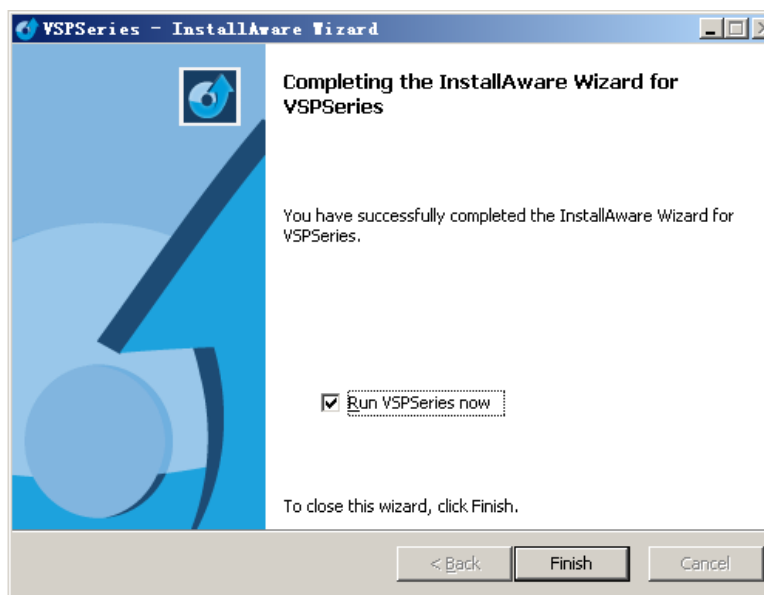 VSPSeries - InstallAware Wizard
Completing the InstallAware Wizard for
VSPSeries
You have successfully completed the InstallAware Wizard for
VSPSeries.
Run VSPSeries now
To close this wizard, click Finish.
< Back
Finish
Cancel